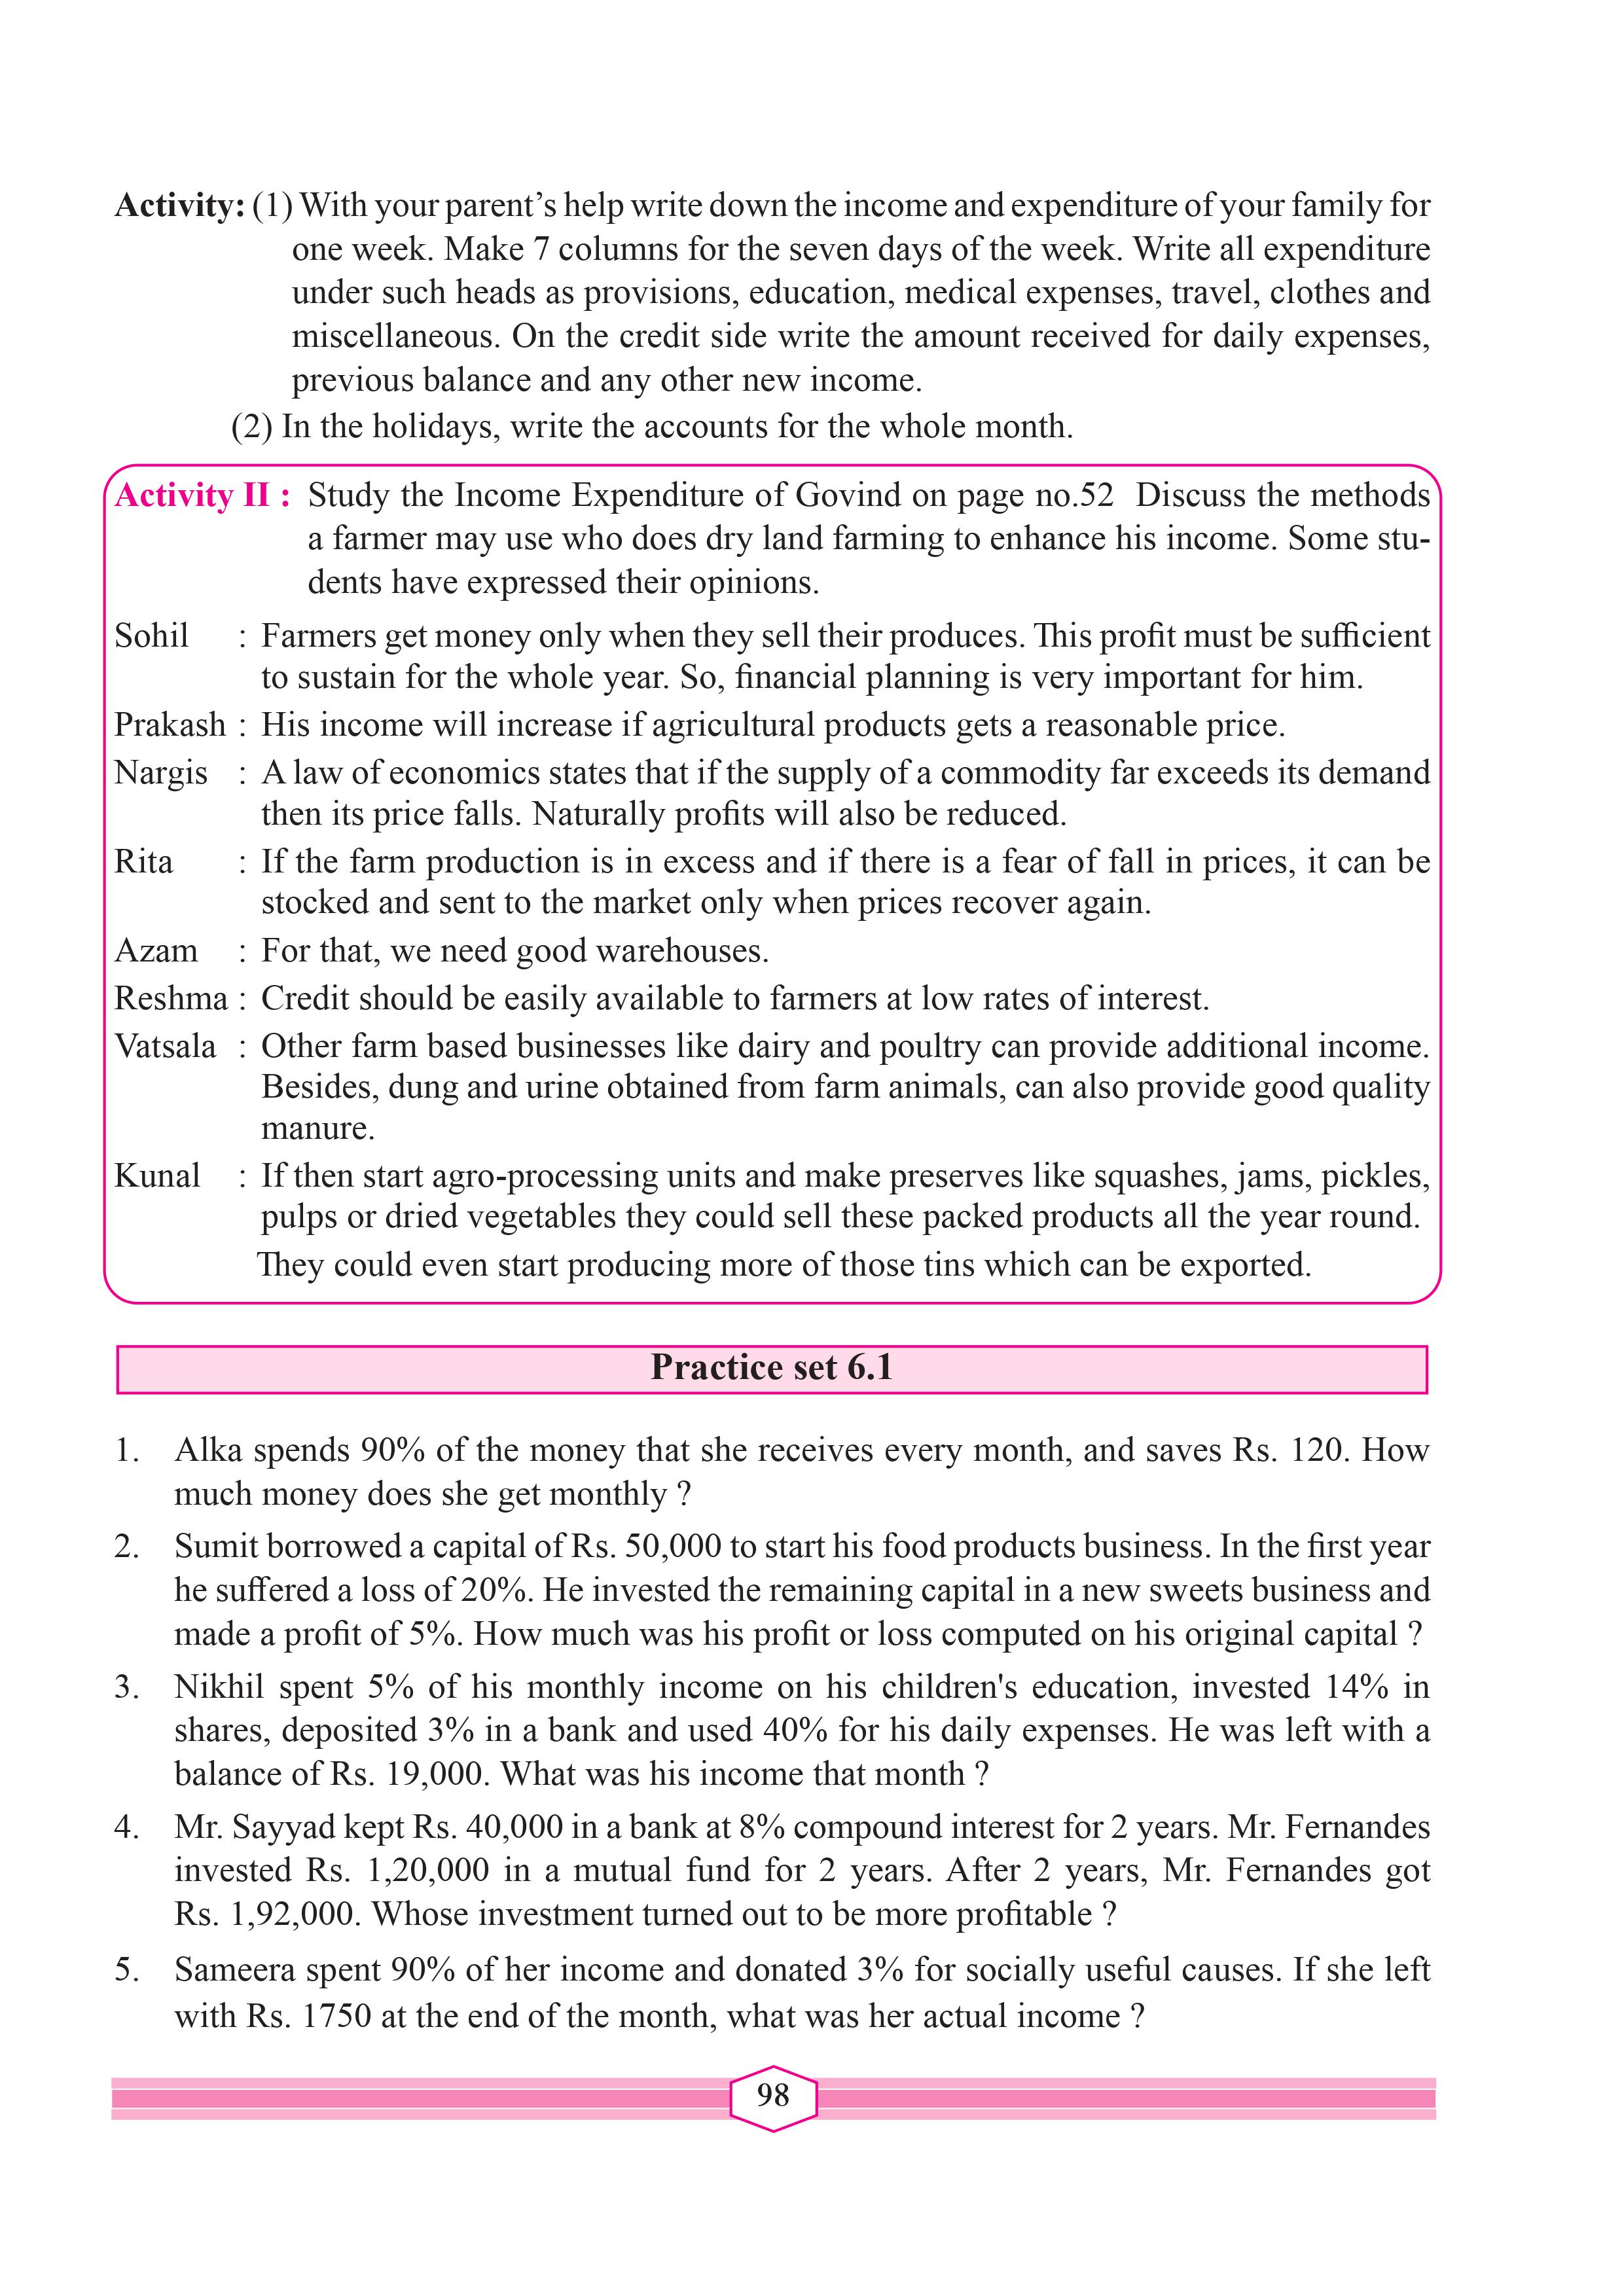 Activity: (1) With your parent’s help write down the income and expenditure of your family for
one week. Make 7 columns for the seven days of the week. Write all expenditure
under such heads as provisions, education, medical expenses, travel, clothes and
miscellaneous. On the credit side write the amount received for daily expenses,
previous balance and any other new income.
(2) In the holidays, write the accounts for the whole month.
Activity II : Study the Income Expenditure of Govind on page no.52 Discuss the methods
a farmer may use who does dry land farming to enhance his income. Some stu-
dents have expressed their opinions.
Sohil : Farmers get money only when they sell their produces. This profit must be sufficient
to sustain for the whole year. So, financial planning is very important for him.
Prakash : His income will increase if agricultural products gets a reasonable price.
Nargis : A law of economics states that if the supply of a commodity far exceeds its demand
then its price falls. Naturally profits will also be reduced.
Rita : If the farm production is in excess and if there is a fear of fall in prices, it can be
stocked and sent to the market only when prices recover again.
Azam : For that, we need good warehouses.
Reshma : Credit should be easily available to farmers at low rates of interest.
Vatsala : Other farm based businesses like dairy and poultry can provide additional income.
Besides, dung and urine obtained from farm animals, can also provide good quality
manure.
Kunal : If then start agro-processing units and make preserves like squashes, jams, pickles,
pulps or dried vegetables they could sell these packed products all the year round.
They could even start producing more of those tins which can be exported.
Practice set 6.1
1. Alka spends 90% of the money that she receives every month, and saves Rs. 120. How
much money does she get monthly ?
2. Sumit borrowed a capital of Rs. 50,000 to start his food products business. In the first year
he suffered a loss of 20%. He invested the remaining capital in a new sweets business and
made a profit of 5%. How much was his profit or loss computed on his original capital ?
3. Nikhil spent 5% of his monthly income on his children's education, invested 14% in
shares, deposited 3% in a bank and used 40% for his daily expenses. He was left with a
balance of Rs. 19,000. What was his income that month ?
4. Mr. Sayyad kept Rs. 40,000 in a bank at 8% compound interest for 2 years. Mr. Fernandes
invested Rs. 1,20,000 in a mutual fund for 2 years. After 2 years, Mr. Fernandes got
Rs. 1,92,000. Whose investment turned out to be more profitable ?
5. Sameera spent 90% of her income and donated 3% for socially useful causes. If she left
with Rs. 1750 at the end of the month, what was her actual income ?
98